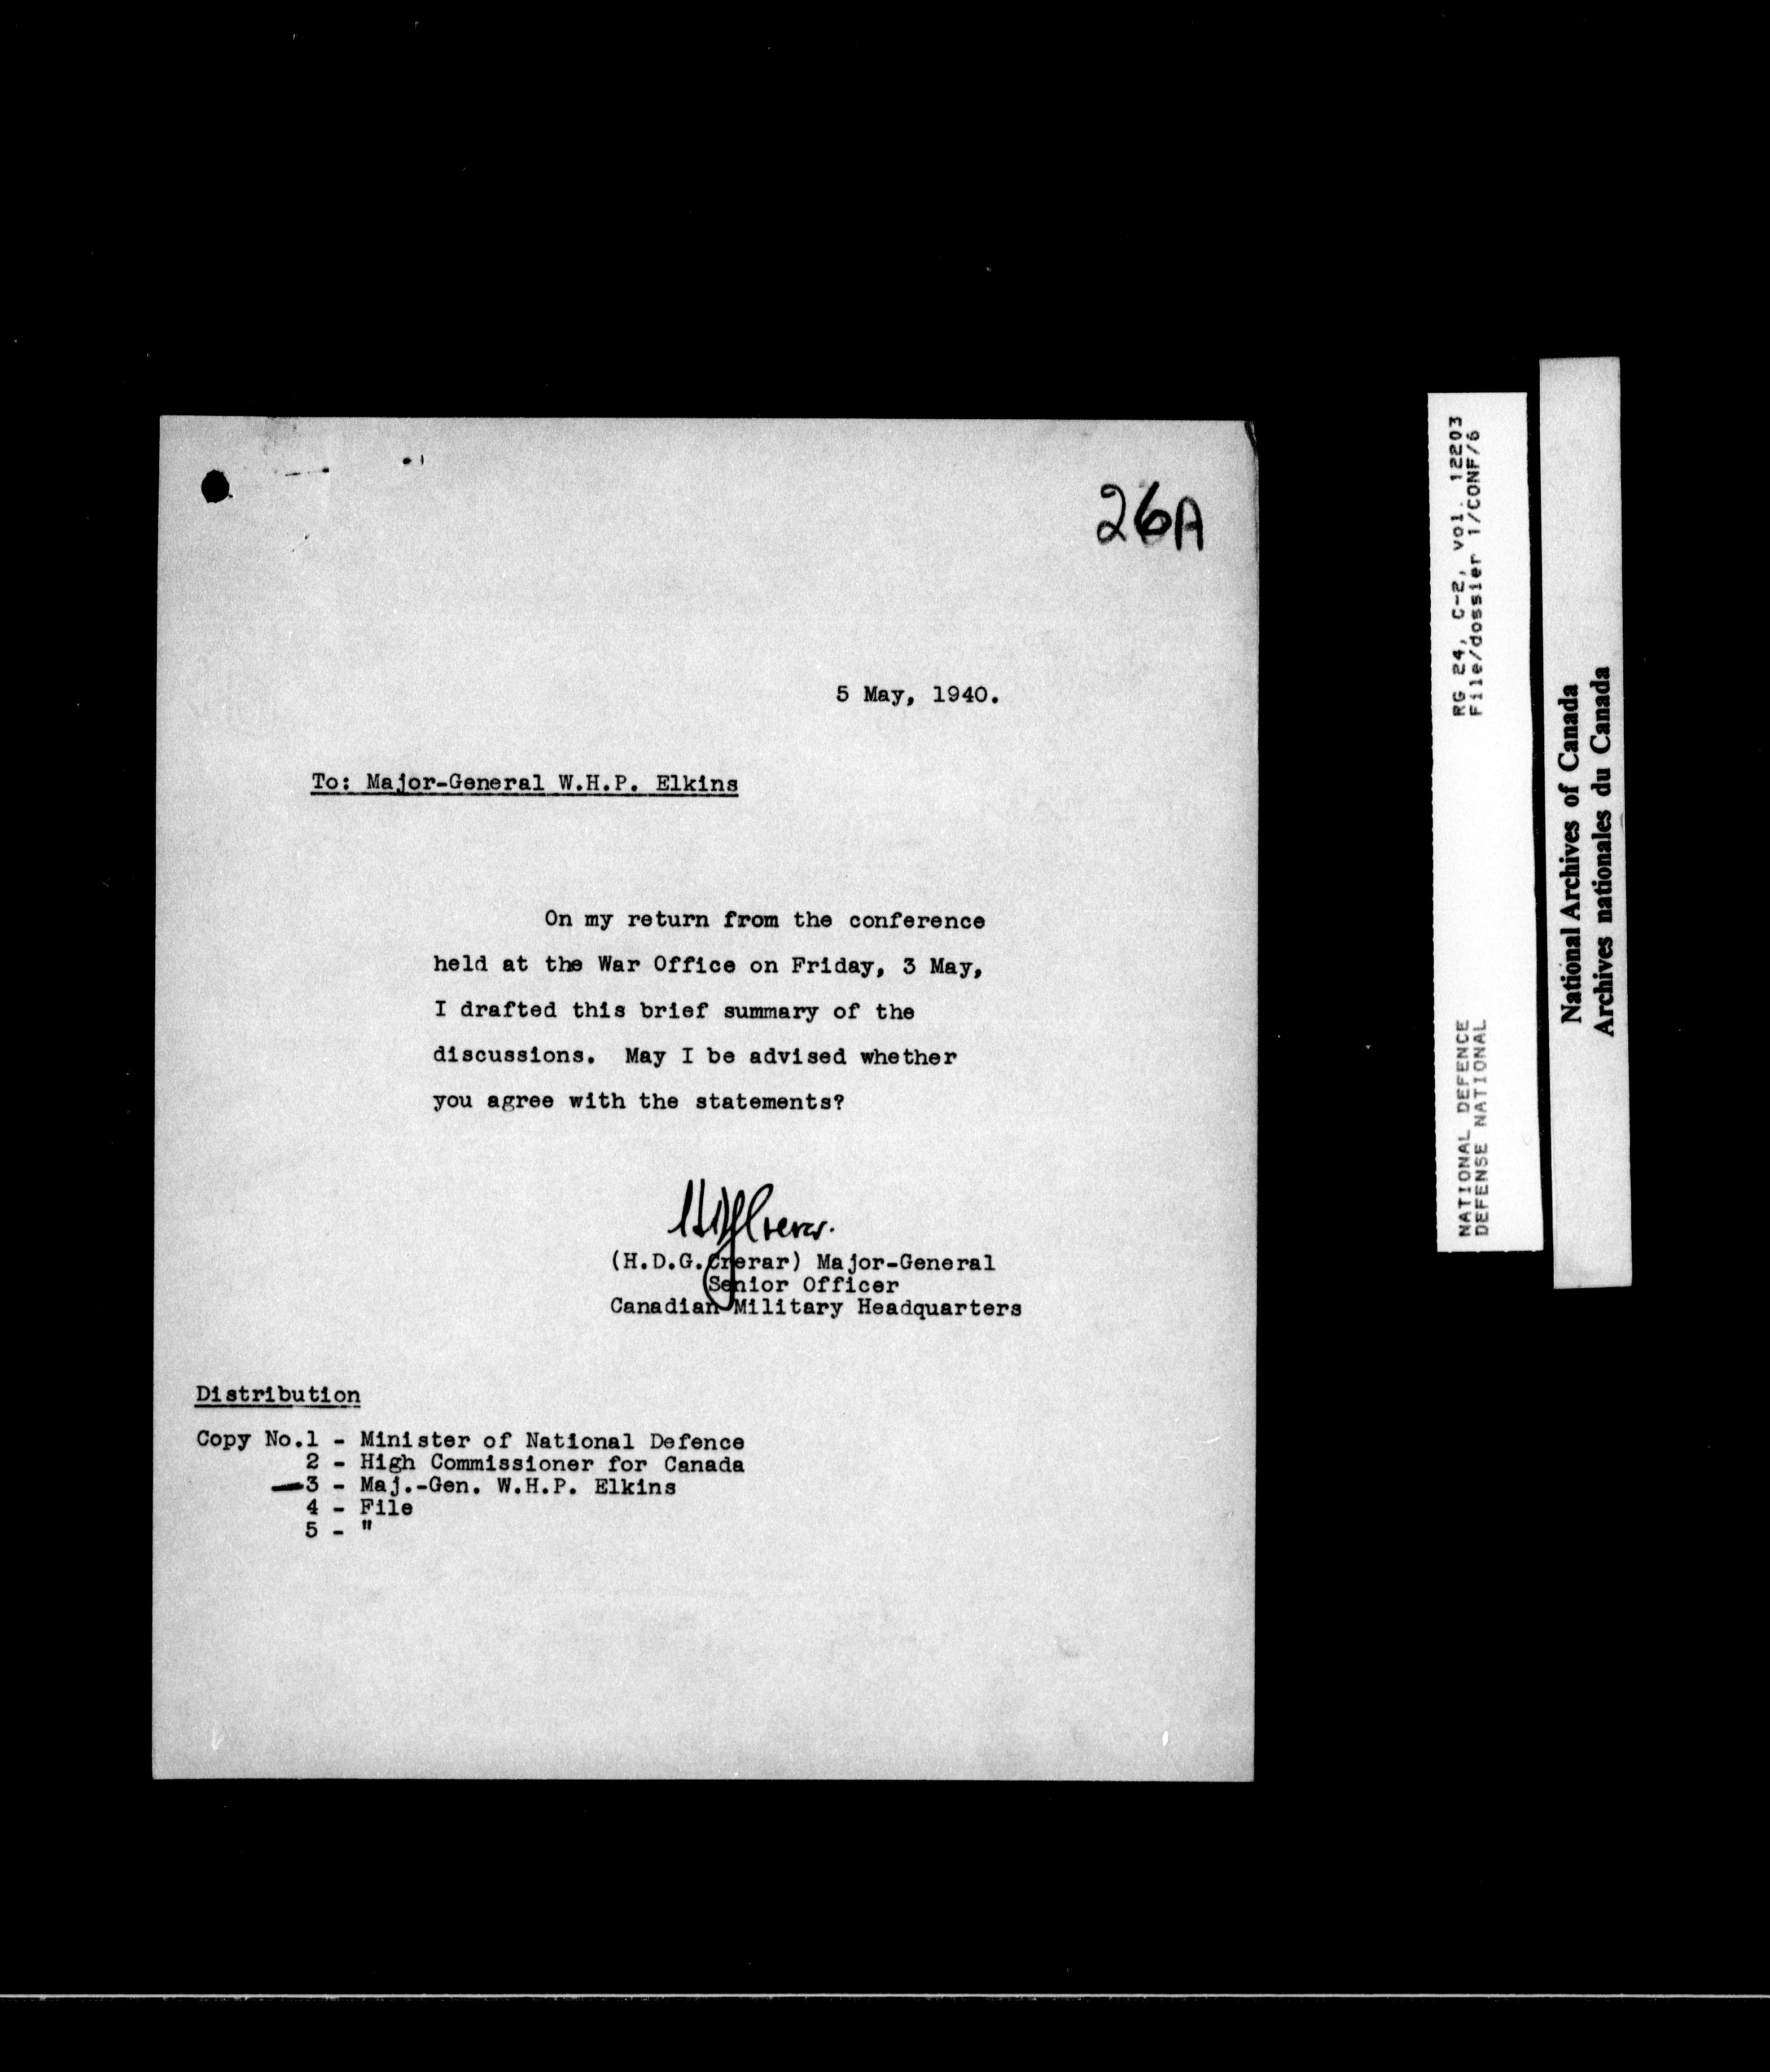 26A
5 May, 1940.
To: Major-General W.H.P. Elkins
On my return from the conference
held at the War Office on Friday, 3 May,
I drafted this brief summary of the
discussions. May I be advised whether
you agree with the statements?
H.D.G. Crerar.
(H.D.G.Crerar) Major-General
Senior Officer
Canadian Military Headquarters
Distribution
Copy No.1 - Minister of National Defence
2 - High Commissioner for Canada
3 - Maj.-Gen. W.H.P. Elkins
4 - File
5 - "
NATIONAL DEFENCE RG 24, C-2, vol. 12203
DEFENSE NATIONAL File/dossier 1/CONF/6
National Archives of Canada
Archives nationales du Canada